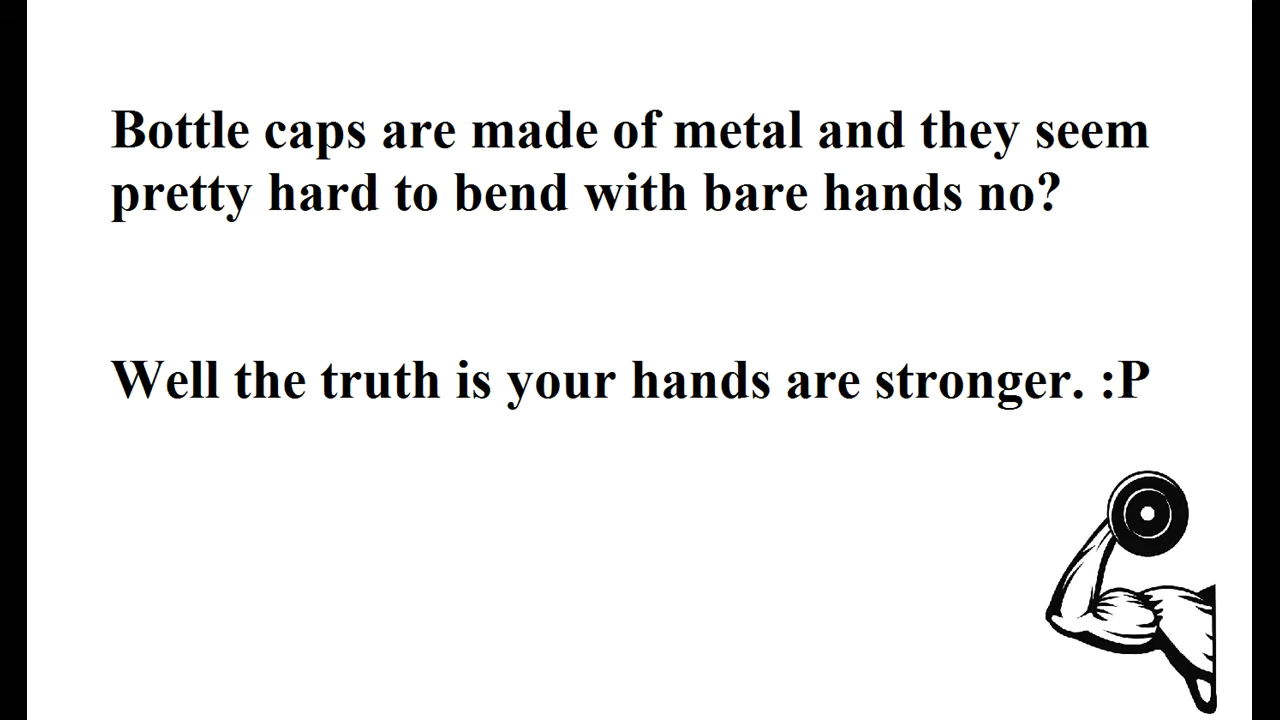 Bottle caps are made of metal and they seem
pretty hard to bend with bare hands no?
Well the truth is your hands are stronger. :P